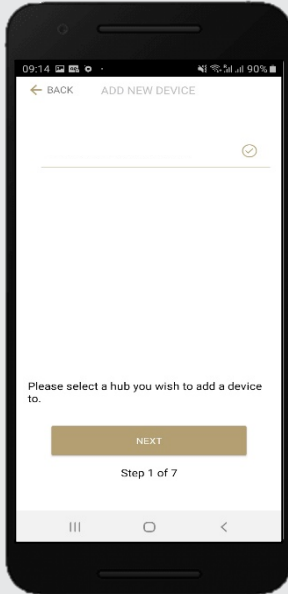 09:14
90%
BACK
ADD NEW DEVICE
Please select a hub you wish to add a device
to.
NEXT
Step 1 of 7